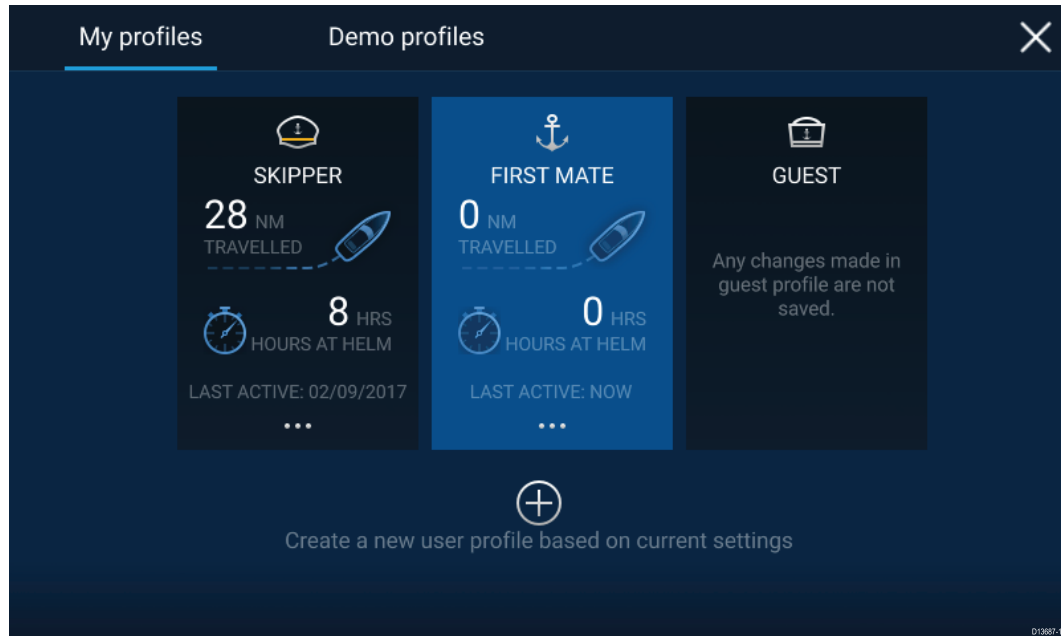 My profiles
Demo profiles
SKIPPER
28 NM
TRAVELLED
8 HRS
HOURS AT HELM
LAST ACTIVE: 02/09/2017
FIRST MATE
0 NM
TRAVELLED
0 HRS
HOURS AT HELM
LAST ACTIVE: NOW
GUEST
Any changes made in
guest profile are not
saved.
Create a new user profile based on current settings
D13687-1